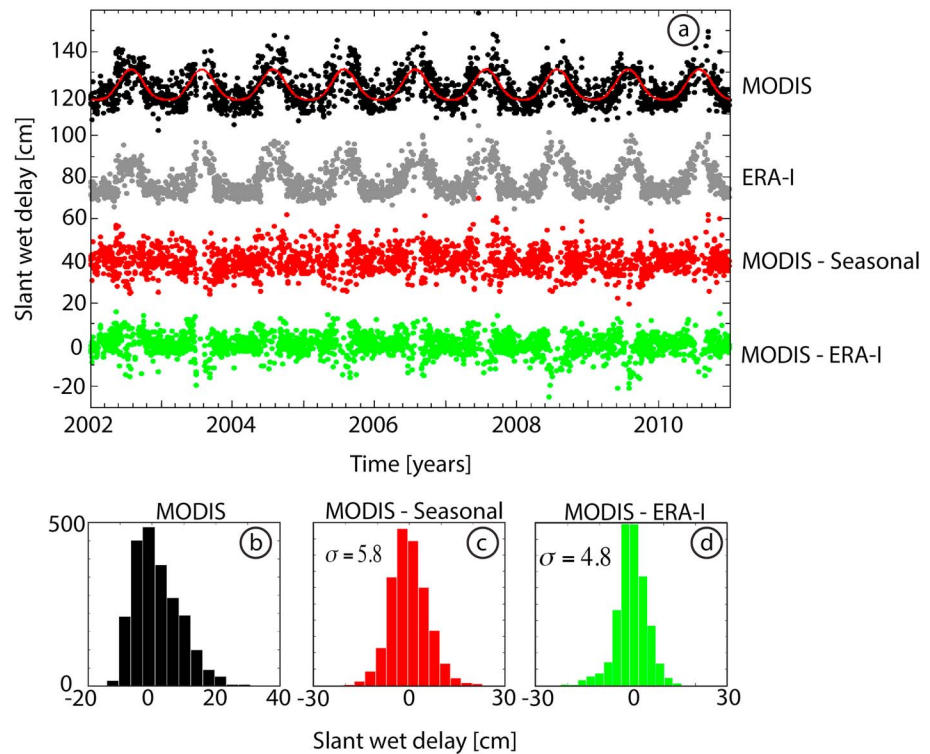 a
140
120
100
80
60
40
20
0
-20
Slant wet delay [cm]
MODIS
ERA-I
MODIS - Seasonal
MODIS - ERA-I
2002 2004 2006 2008 2010
Time [years]
MODIS MODIS - Seasonal MODIS - ERA-I
500
b c d
σ = 5.8 σ = 4.8
0
-20 0 20 40 -30 0 30 -30 0 30
Slant wet delay [cm]